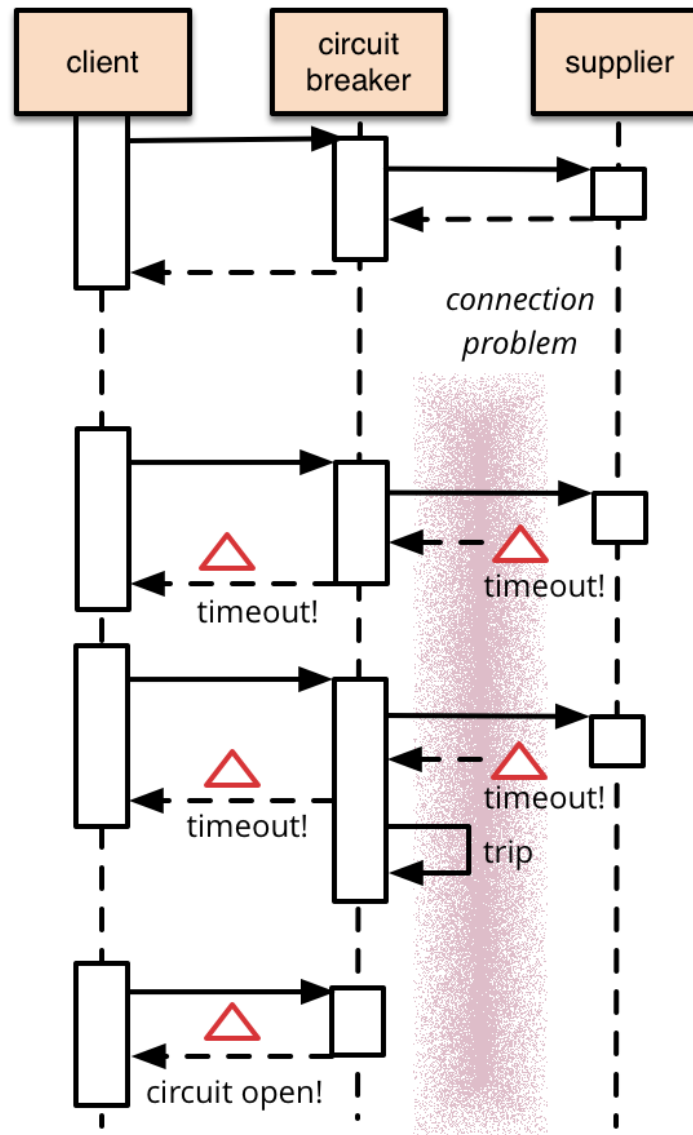 client
circuit
breaker
supplier
connection
problem
timeout!
timeout!
timeout!
timeout!
trip
circuit open!